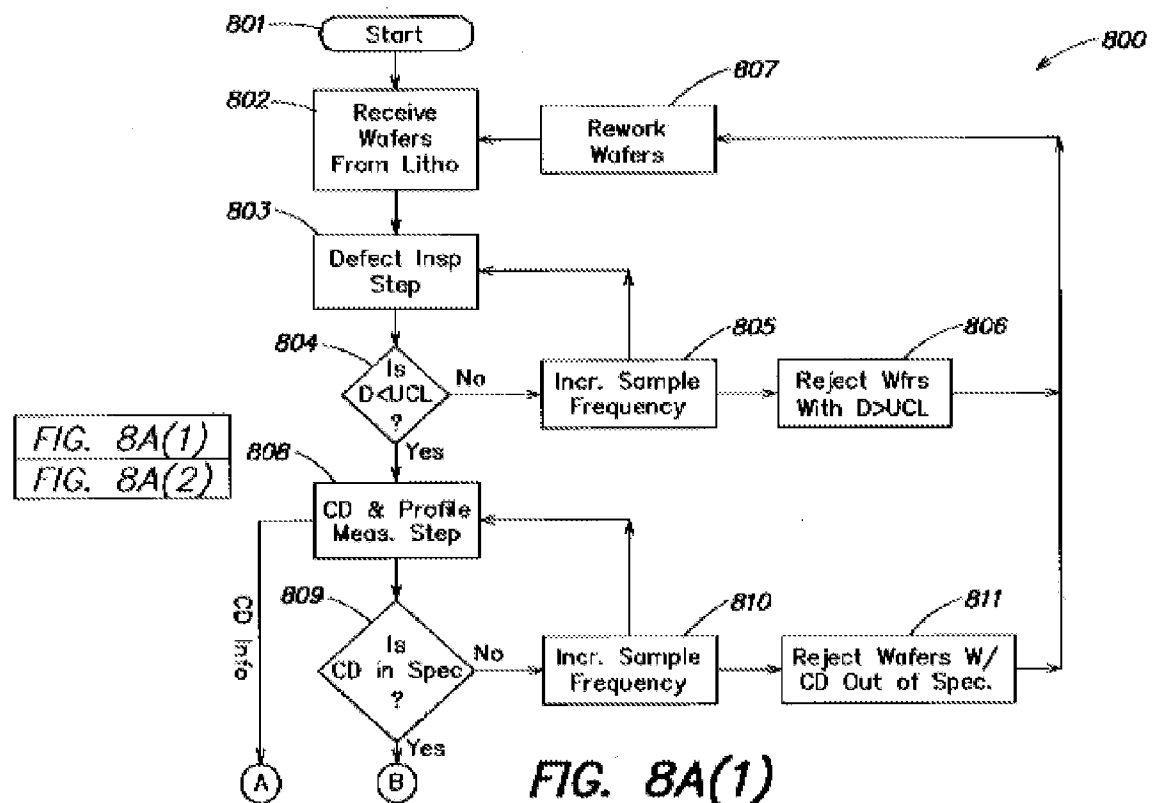 801
Start
800
802
Receive
Wafers
From Litho
807
Rework
Wafers
803
Defect Insp
Step
804
Is
D<UCL
?
No
Yes
805
Incr. Sample
Frequency
806
Reject Wfrs
With D>UCL
FIG. 8A(1)
FIG. 8A(2)
808
CD & Profile
Meas. Step
CD Info
809
Is
CD in Spec
?
No
Yes
810
Incr. Sample
Frequency
811
Reject Wafers W/
CD Out of Spec.
A
B
FIG. 8A(1)